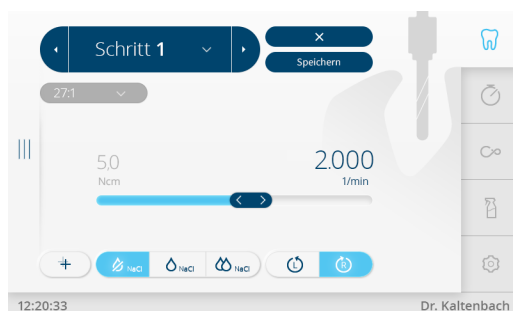 Schritt 1
×
Speichern
27:1
5,0
Ncm
2.000
1/min
NaCl
NaCl
NaCl
L
R
12:20:33
Dr. Kaltenbach